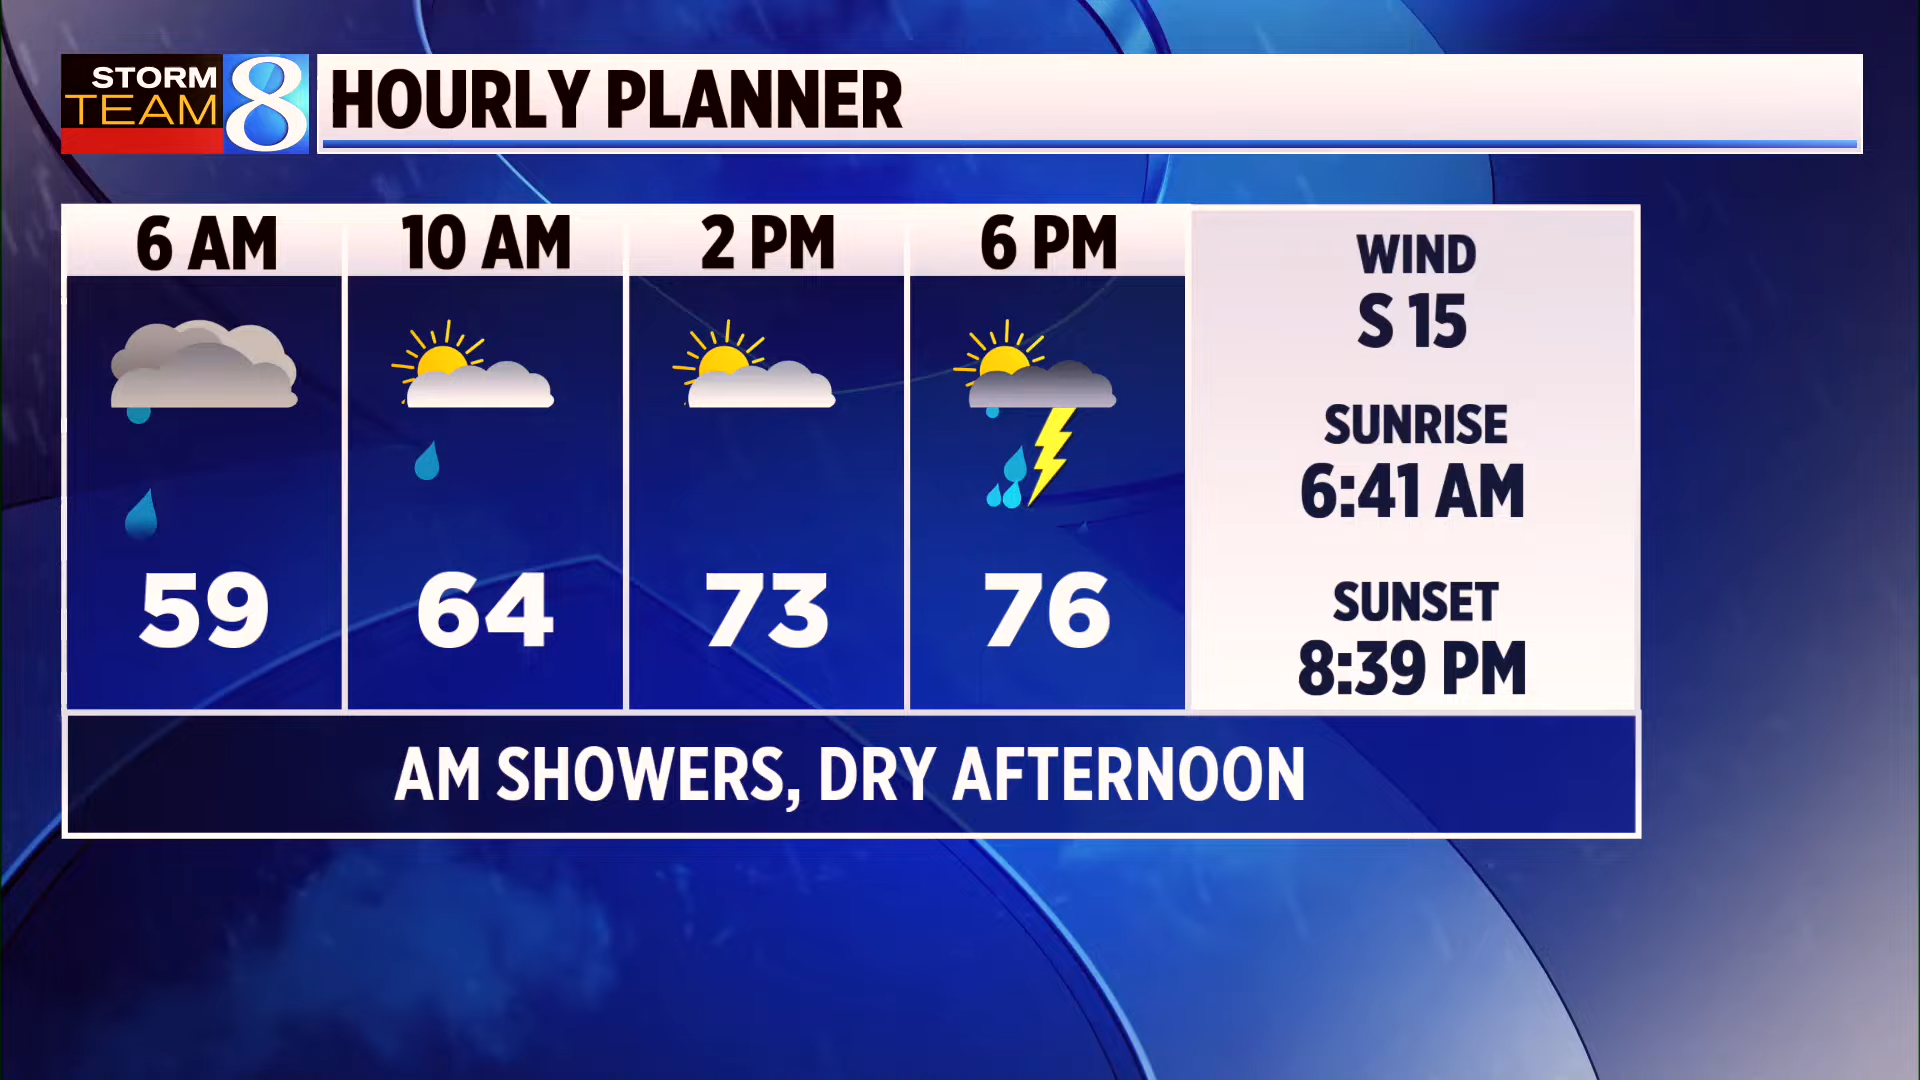 STORM
TEAM 8
HOURLY PLANNER
6 AM
10 AM
2 PM
6 PM
59
64
73
76
WIND
S 15
SUNRISE
6:41 AM
SUNSET
8:39 PM
AM SHOWERS, DRY AFTERNOON